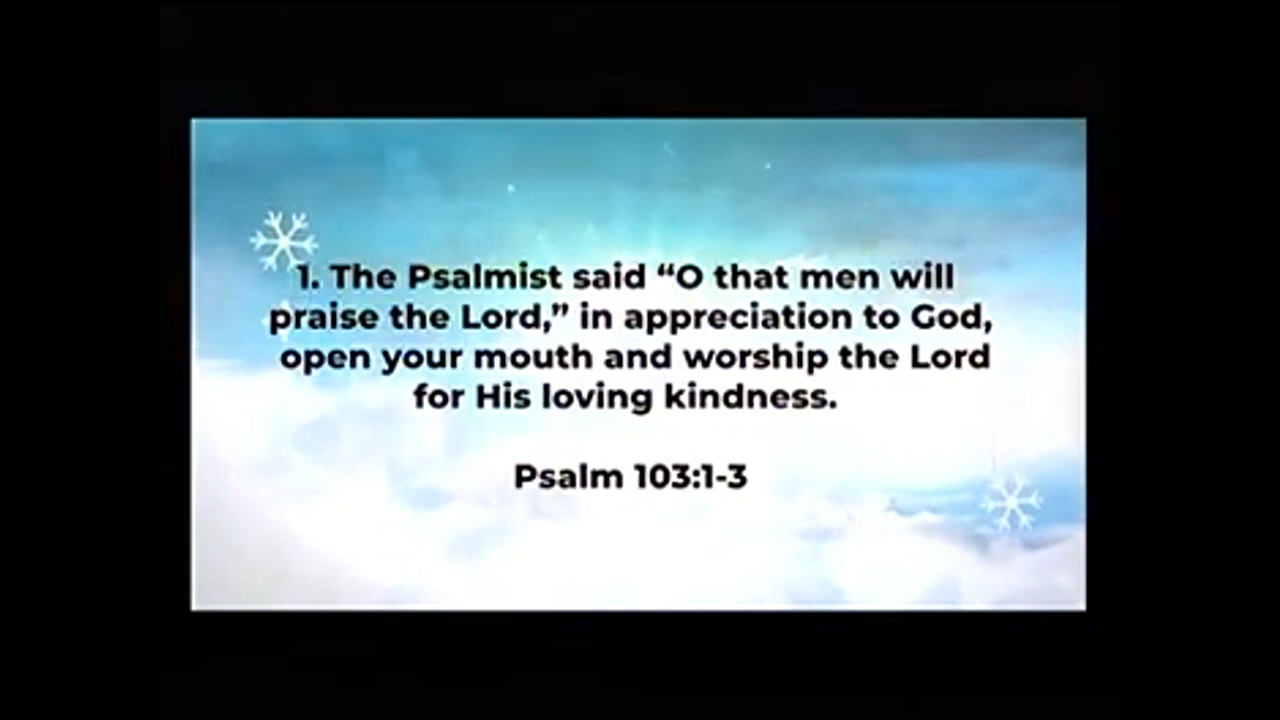 1. The Psalmist said “O that men will
praise the Lord,” in appreciation to God,
open your mouth and worship the Lord
for His loving kindness.
Psalm 103:1-3